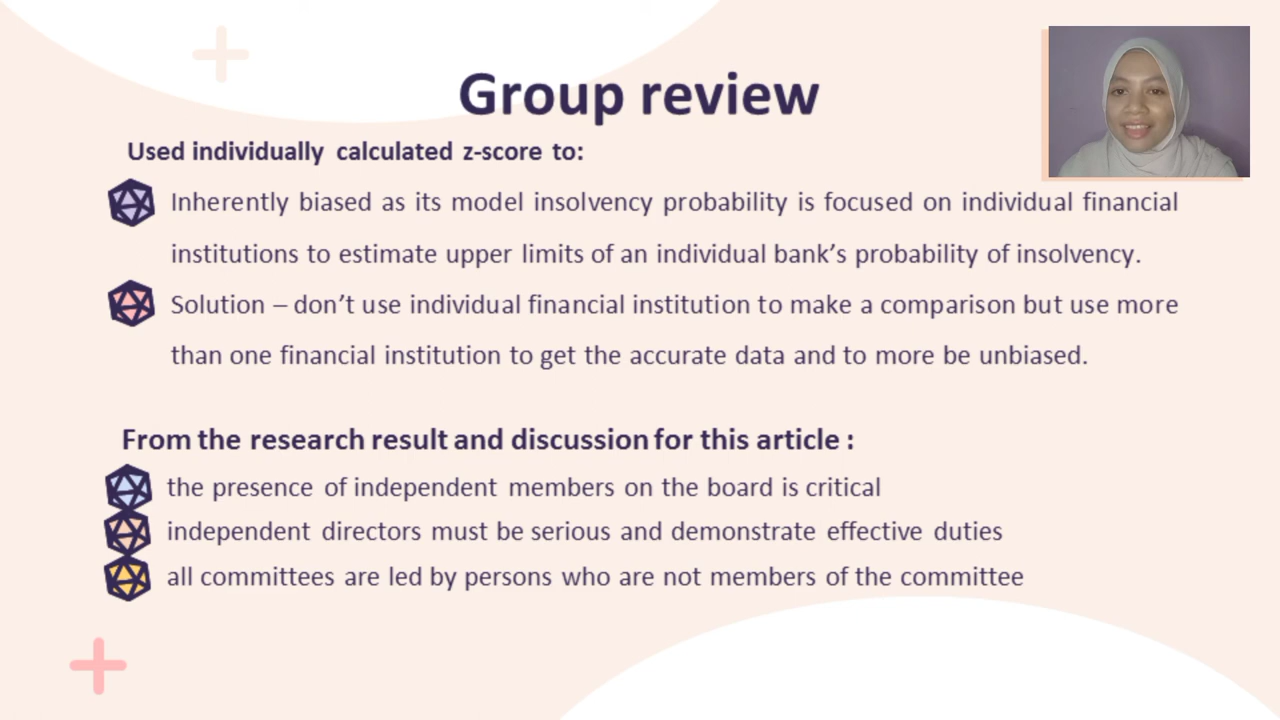 Group review
Used individually calculated z-score to:
Inherently biased as its model insolvency probability is focused on individual financial
institutions to estimate upper limits of an individual bank’s probability of insolvency.
Solution – don’t use individual financial institution to make a comparison but use more
than one financial institution to get the accurate data and to more be unbiased.
From the research result and discussion for this article :
the presence of independent members on the board is critical
independent directors must be serious and demonstrate effective duties
all committees are led by persons who are not members of the committee